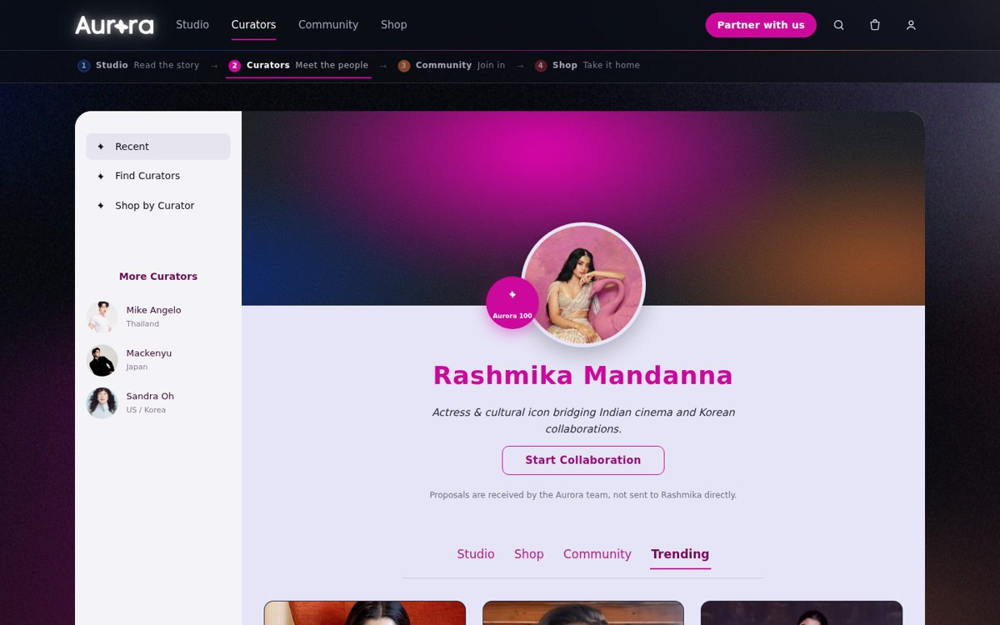 Aurora
Studio
Curators
Community
Shop
Partner with us
1 Studio Read the story →
2 Curators Meet the people →
3 Community Join in →
4 Shop Take it home
Recent
Find Curators
Shop by Curator
More Curators
Mike Angelo
Thailand
Mackenyu
Japan
Sandra Oh
US / Korea
Aurora 100
Rashmika Mandanna
Actress & cultural icon bridging Indian cinema and Korean
collaborations.
Start Collaboration
Proposals are received by the Aurora team, not sent to Rashmika directly.
Studio
Shop
Community
Trending